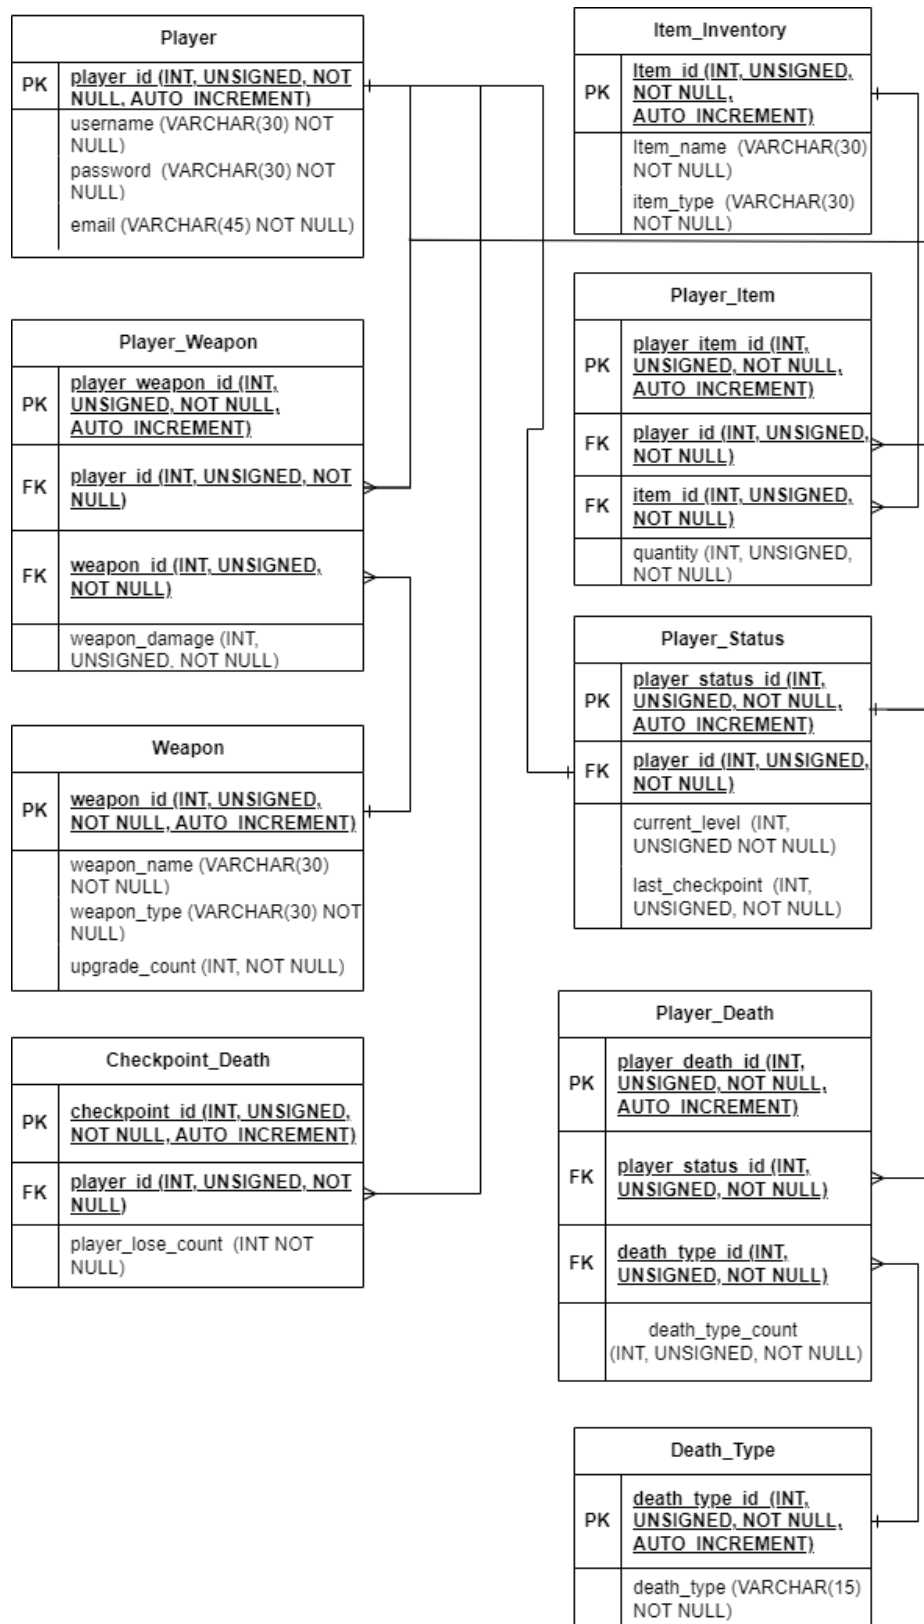 Player
PK
player_id (INT, UNSIGNED, NOT
NULL, AUTO_INCREMENT)
username (VARCHAR(30) NOT
NULL)
password (VARCHAR(30) NOT
NULL)
email (VARCHAR(45) NOT NULL)
Player_Weapon
PK
player_weapon_id (INT,
UNSIGNED, NOT NULL,
AUTO_INCREMENT)
FK
player_id (INT, UNSIGNED, NOT
NULL)
FK
weapon_id (INT, UNSIGNED,
NOT NULL)
weapon_damage (INT,
UNSIGNED, NOT NULL)
Weapon
PK
weapon_id (INT, UNSIGNED,
NOT NULL, AUTO_INCREMENT)
weapon_name (VARCHAR(30)
NOT NULL)
weapon_type (VARCHAR(30) NOT
NULL)
upgrade_count (INT, NOT NULL)
Checkpoint_Death
PK
checkpoint_id (INT, UNSIGNED,
NOT NULL, AUTO_INCREMENT)
FK
player_id (INT, UNSIGNED, NOT
NULL)
player_lose_count (INT NOT
NULL)
Item_Inventory
PK
Item_id (INT, UNSIGNED,
NOT NULL,
AUTO_INCREMENT)
Item_name (VARCHAR(30)
NOT NULL)
item_type (VARCHAR(30)
NOT NULL)
Player_Item
PK
player_item_id (INT,
UNSIGNED, NOT NULL,
AUTO_INCREMENT)
FK
player_id (INT, UNSIGNED,
NOT NULL)
FK
item_id (INT, UNSIGNED,
NOT NULL)
quantity (INT, UNSIGNED,
NOT NULL)
Player_Status
PK
player_status_id (INT,
UNSIGNED, NOT NULL,
AUTO_INCREMENT)
FK
player_id (INT, UNSIGNED,
NOT NULL)
current_level (INT,
UNSIGNED NOT NULL)
last_checkpoint (INT,
UNSIGNED, NOT NULL)
Player_Death
PK
player_death_id (INT,
UNSIGNED, NOT NULL,
AUTO_INCREMENT)
FK
player_status_id (INT,
UNSIGNED, NOT NULL)
FK
death_type_id (INT,
UNSIGNED, NOT NULL)
death_type_count
(INT, UNSIGNED, NOT NULL)
Death_Type
PK
death_type_id (INT,
UNSIGNED, NOT NULL,
AUTO_INCREMENT)
death_type (VARCHAR(15)
NOT NULL)